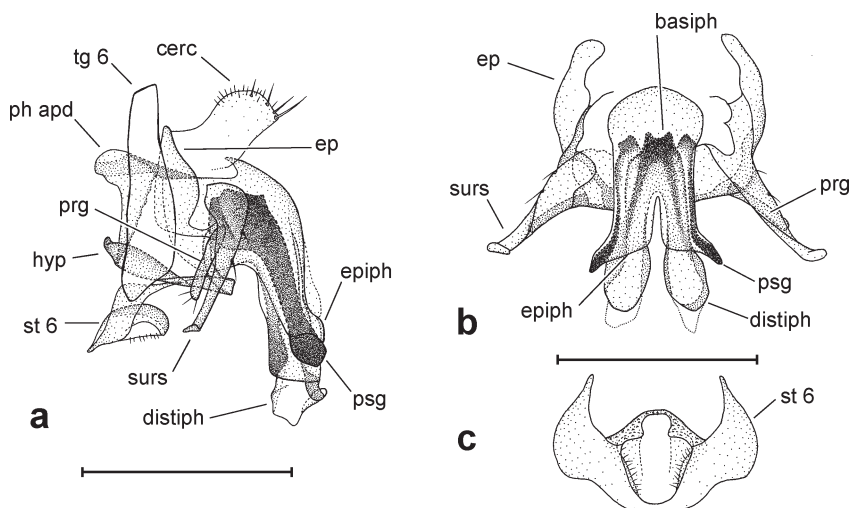 tg 6
cerc
ph apd
ep
prg
hyp
epiph
st 6
surs
psg
distiph
a
basiph
ep
surs
prg
psg
epiph
distiph
b
st 6
c